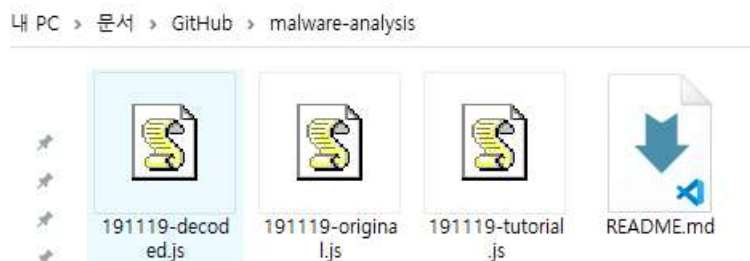 내 PC > 문서 > GitHub > malware-analysis
191119-decod
ed.js
191119-origina
l.js
191119-tutorial
.js
README.md